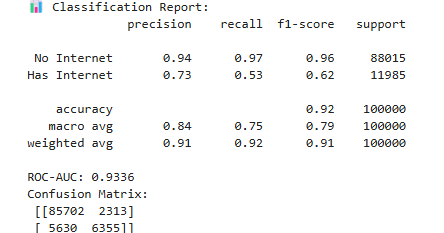 📊 Classification Report:
precision recall f1-score support
No Internet 0.94 0.97 0.96 88015
Has Internet 0.73 0.53 0.62 11985
accuracy 0.92 100000
macro avg 0.84 0.75 0.79 100000
weighted avg 0.91 0.92 0.91 100000
ROC-AUC: 0.9336
Confusion Matrix:
[[85702 2313]
[ 5630 6355]]